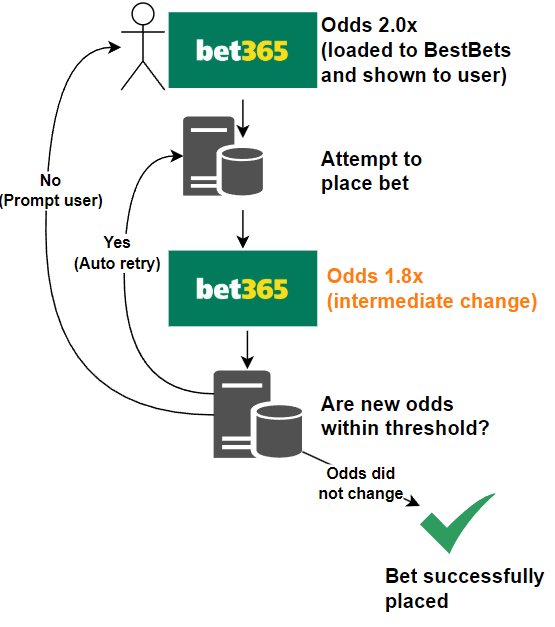 bet365
Odds 2.0x
(loaded to BestBets
and shown to user)
Attempt to
place bet
No
(Prompt user)
Yes
(Auto retry)
bet365
Odds 1.8x
(intermediate change)
Are new odds
within threshold?
Odds did
not change
Bet successfully
placed